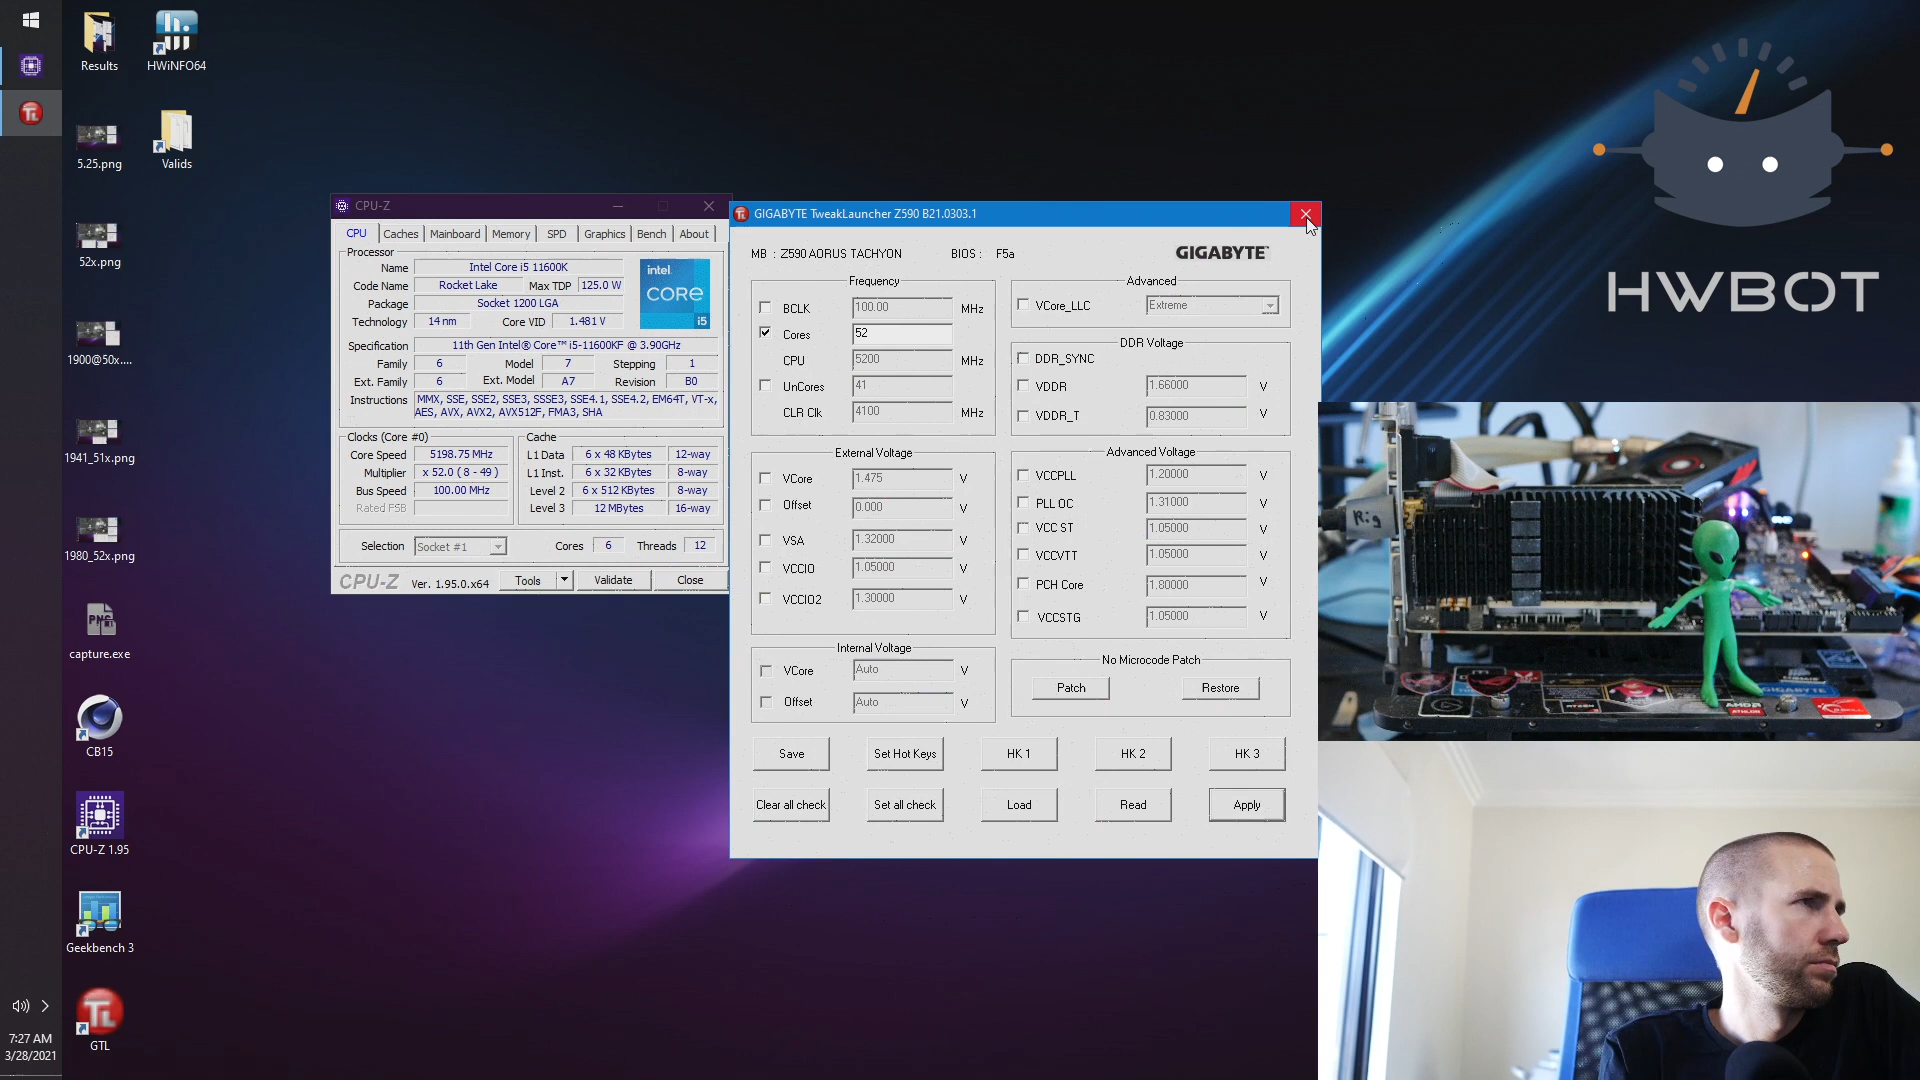 Results
HWiNFO64
5.25.png
Valids
52x.png
1900@50x....
1941_51x.png
1980_52x.png
PNG
capture.exe
CB15
CPU-Z 1.95
Geekbench 3
TL
GTL
7:27 AM
3/28/2021
CPU-Z
CPU Caches Mainboard Memory SPD Graphics Bench About
Processor
Name Intel Core i5 11600K
Code Name Rocket Lake Max TDP 125.0 W
Package Socket 1200 LGA
Technology 14 nm Core VID 1.481 V
intel.
CORE
i5
Specification 11th Gen Intel® Core™ i5-11600KF @ 3.90GHz
Family 6 Model 7 Stepping 1
Ext. Family 6 Ext. Model A7 Revision B0
Instructions MMX, SSE, SSE2, SSE3, SSSE3, SSE4.1, SSE4.2, EM64T, VT-x,
AES, AVX, AVX2, AVX512F, FMA3, SHA
Clocks (Core #0)
Core Speed 5198.75 MHz
Multiplier x 52.0 ( 8 - 49 )
Bus Speed 100.00 MHz
Rated FSB
Cache
L1 Data 6 x 48 KBytes 12-way
L1 Inst. 6 x 32 KBytes 8-way
Level 2 6 x 512 KBytes 8-way
Level 3 12 MBytes 16-way
Selection Socket #1 Cores 6 Threads 12
CPU-Z Ver. 1.95.0.x64 Tools Validate Close
TL GIGABYTE TweakLauncher Z590 B21.0303.1
MB : Z590 AORUS TACHYON BIOS : F5a GIGABYTE™
Frequency
BCLK 100.00 MHz
Cores 52
CPU 5200 MHz
UnCores 41
CLR Clk 4100 MHz
External Voltage
VCore 1.475 V
Offset 0.000 V
VSA 1.32000 V
VCCIO 1.05000 V
VCCIO2 1.30000 V
Internal Voltage
VCore Auto V
Offset Auto V
Advanced
VCore_LLC Extreme
DDR Voltage
DDR_SYNC
VDDR 1.66000 V
VDDR_T 0.83000 V
Advanced Voltage
VCCPLL 1.20000 V
PLL OC 1.31000 V
VCC ST 1.05000 V
VCCVTT 1.05000 V
PCH Core 1.80000 V
VCCSTG 1.05000 V
No Microcode Patch
Patch Restore
Save Set Hot Keys HK 1 HK 2 HK 3
Clear all check Set all check Load Read Apply
HWBOT
Rig
GIGABYTE
AMD
ATHLON
RYZEN
G.SKILL